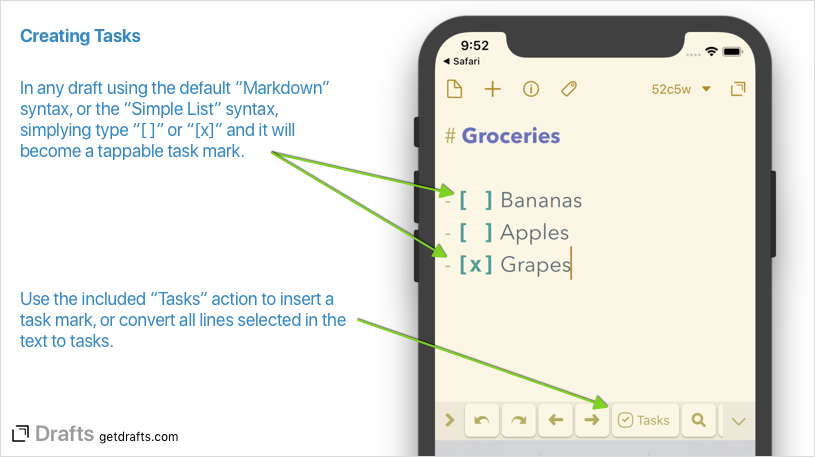 Creating Tasks
In any draft using the default “Markdown”
syntax, or the “Simple List” syntax,
simplying type “[ ]” or “[x]” and it will
become a tappable task mark.
Use the included “Tasks” action to insert a
task mark, or convert all lines selected in the
text to tasks.
Drafts getdrafts.com
9:52
Safari
52c5w
# Groceries
- [ ] Bananas
- [ ] Apples
- [x] Grapes
Tasks